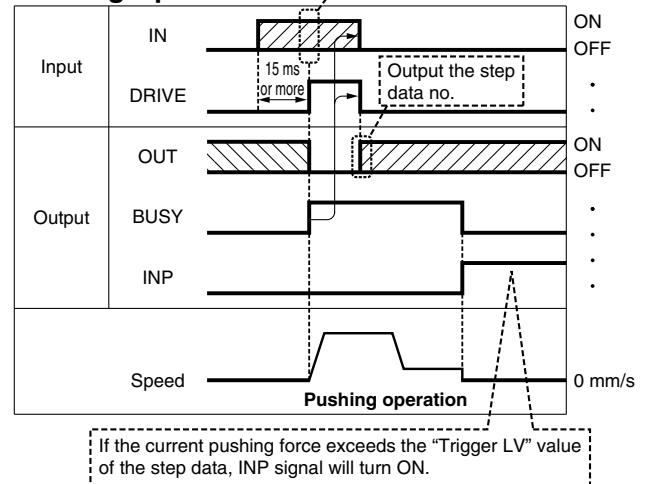 IN
ON
OFF
Input
15 ms
or more
Output the step
data no.
DRIVE
OUT
ON
OFF
Output
BUSY
INP
Speed
0 mm/s
Pushing operation
If the current pushing force exceeds the “Trigger LV” value
of the step data, INP signal will turn ON.